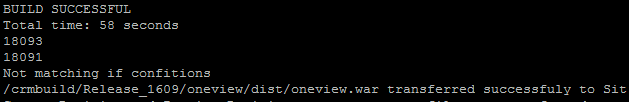 BUILD SUCCESSFUL
Total time: 58 seconds
18093
18091
Not matching if confitions
/crmbuild/Release_1609/oneview/dist/oneview.war transferred successfuly to Sit